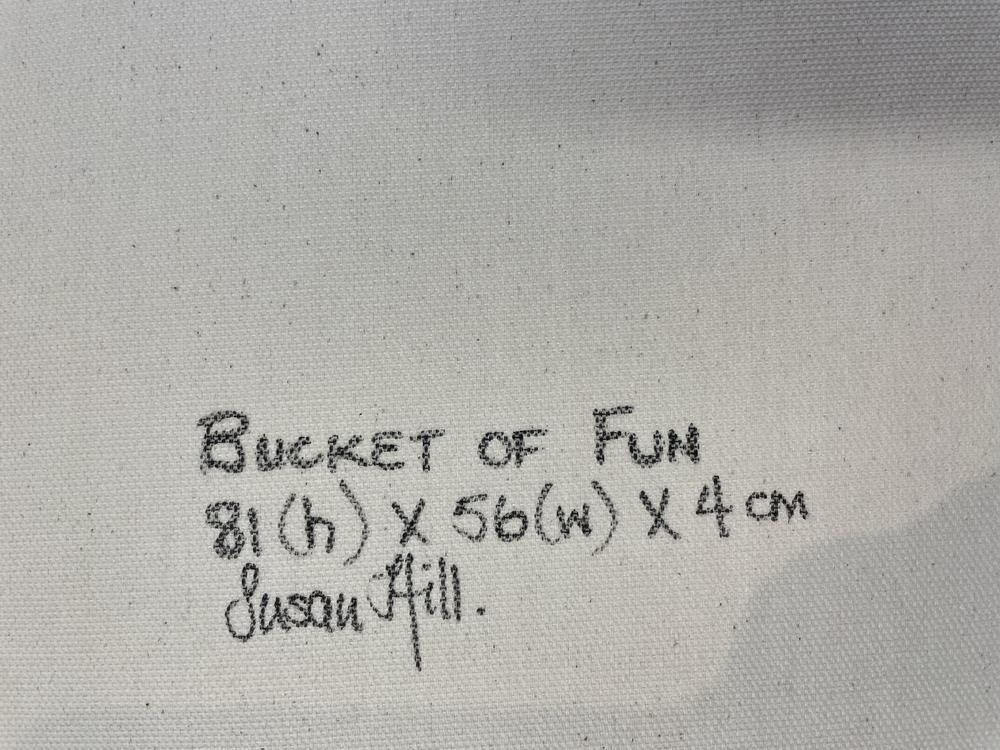 BUCKET OF FUN
81(h) X 56(w) X 4 cm
Susan Hill.